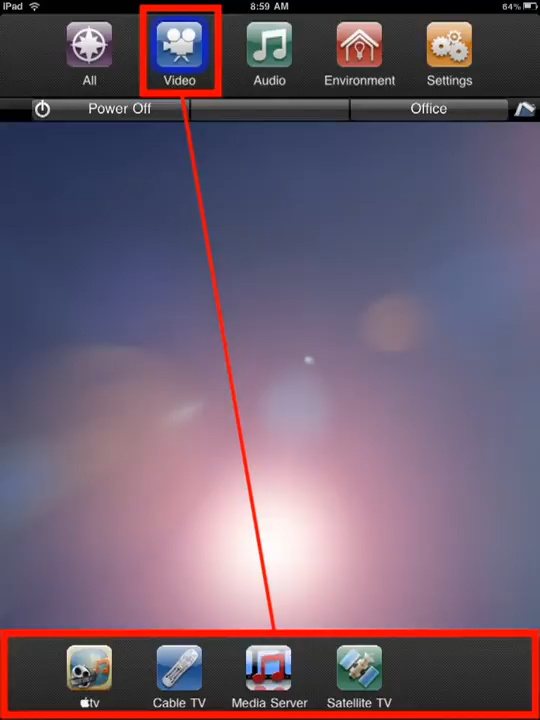 iPad 8:59 AM 64%
All Video Audio Environment Settings
Power Off Office
tv Cable TV Media Server Satellite TV